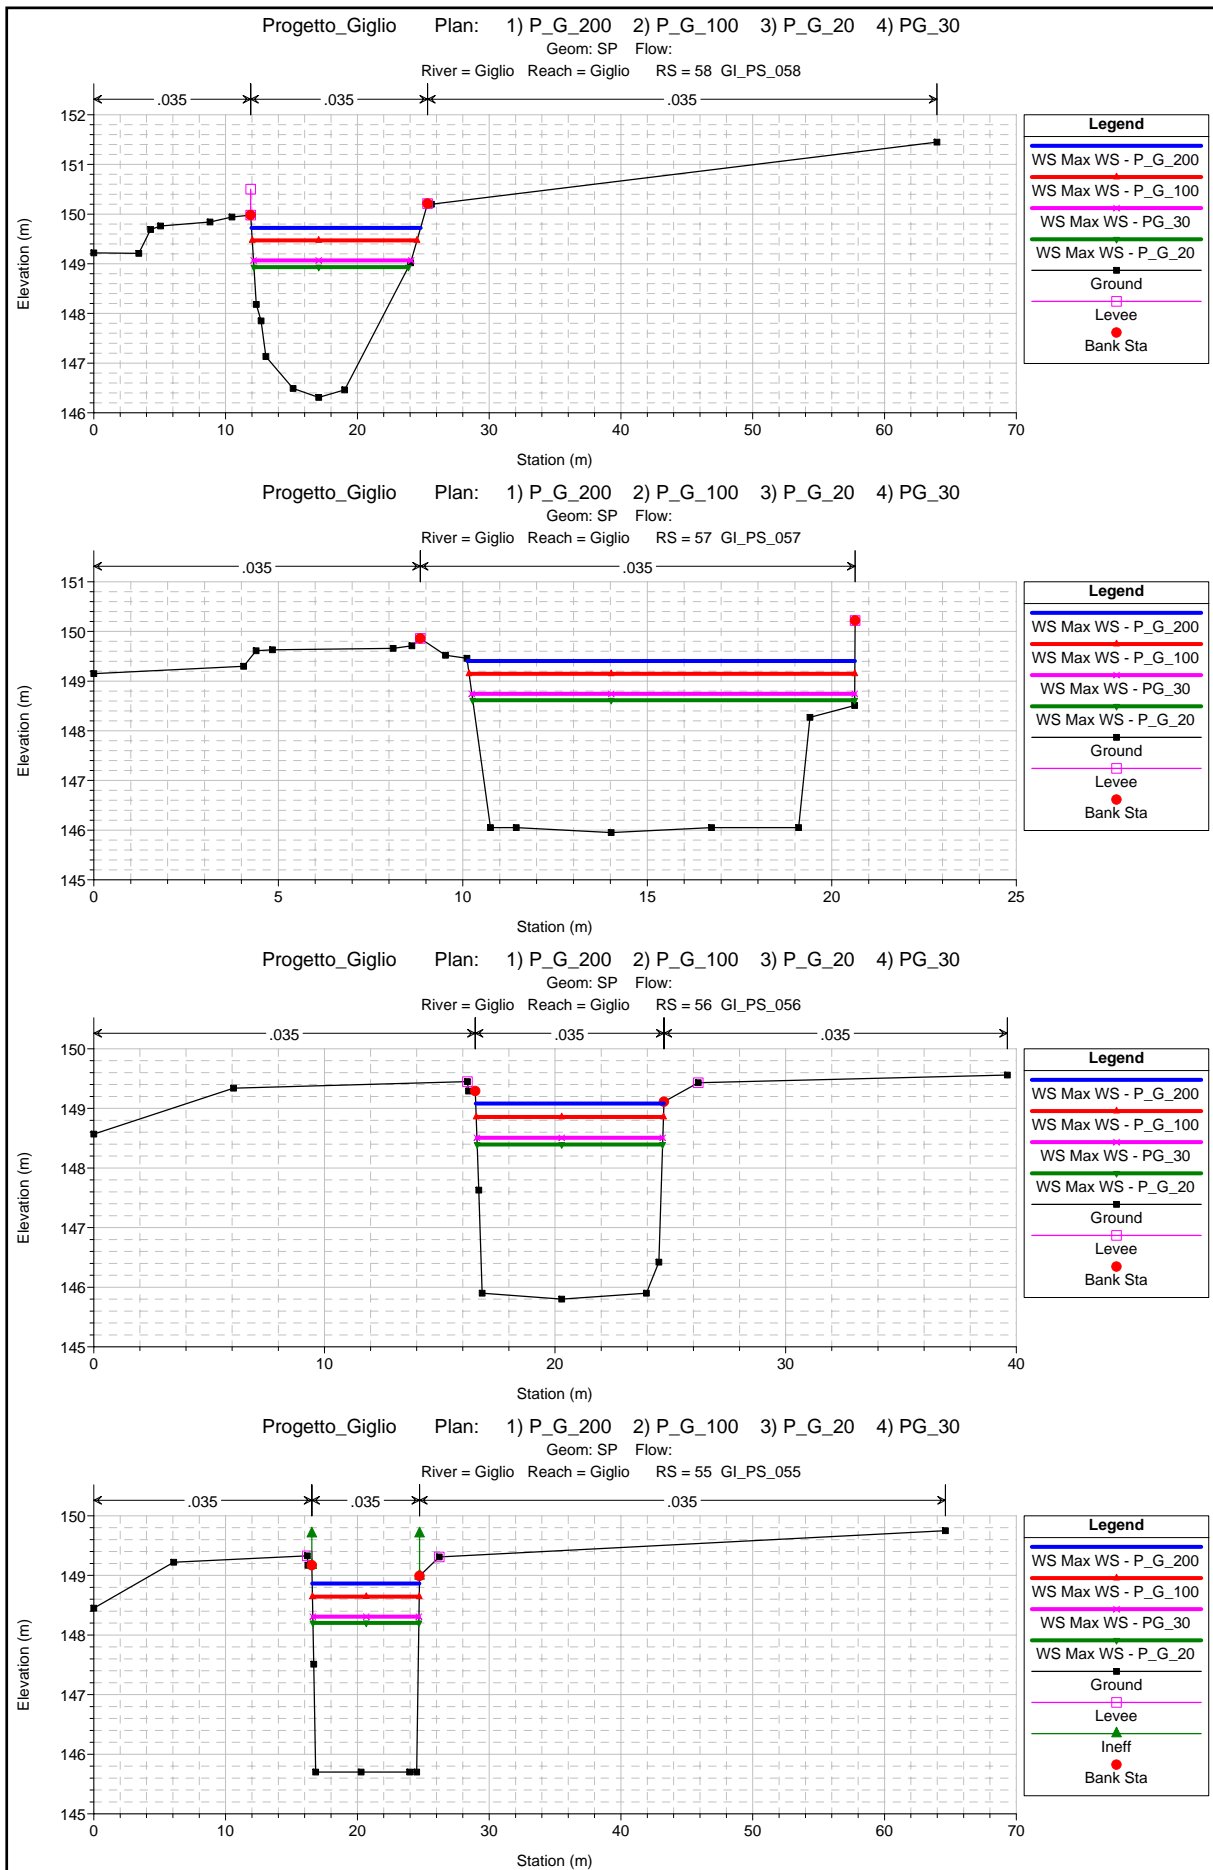 Progetto_Giglio Plan: 1) P_G_200 2) P_G_100 3) P_G_20 4) PG_30
Geom: SP Flow:
River = Giglio Reach = Giglio RS = 58 GI_PS_058
.035 .035 .035
152
151
150
149
148
147
146
0 10 20 30 40 50 60 70
Station (m)
Elevation (m)
Legend
WS Max WS - P_G_200
WS Max WS - P_G_100
WS Max WS - PG_30
WS Max WS - P_G_20
Ground
Levee
Bank Sta
Progetto_Giglio Plan: 1) P_G_200 2) P_G_100 3) P_G_20 4) PG_30
Geom: SP Flow:
River = Giglio Reach = Giglio RS = 57 GI_PS_057
.035 .035
151
150
149
148
147
146
145
0 5 10 15 20 25
Station (m)
Elevation (m)
Legend
WS Max WS - P_G_200
WS Max WS - P_G_100
WS Max WS - PG_30
WS Max WS - P_G_20
Ground
Levee
Bank Sta
Progetto_Giglio Plan: 1) P_G_200 2) P_G_100 3) P_G_20 4) PG_30
Geom: SP Flow:
River = Giglio Reach = Giglio RS = 56 GI_PS_056
.035 .035 .035
150
149
148
147
146
145
0 10 20 30 40
Station (m)
Elevation (m)
Legend
WS Max WS - P_G_200
WS Max WS - P_G_100
WS Max WS - PG_30
WS Max WS - P_G_20
Ground
Levee
Bank Sta
Progetto_Giglio Plan: 1) P_G_200 2) P_G_100 3) P_G_20 4) PG_30
Geom: SP Flow:
River = Giglio Reach = Giglio RS = 55 GI_PS_055
.035 .035 .035
150
149
148
147
146
145
0 10 20 30 40 50 60 70
Station (m)
Elevation (m)
Legend
WS Max WS - P_G_200
WS Max WS - P_G_100
WS Max WS - PG_30
WS Max WS - P_G_20
Ground
Levee
Ineff
Bank Sta